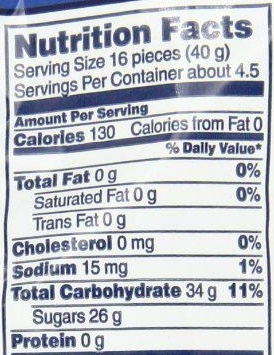 Nutrition Facts
Serving Size 16 pieces (40 g)
Servings Per Container about 4.5
Amount Per Serving
Calories 130 Calories from Fat 0
% Daily Value*
Total Fat 0 g 0%
Saturated Fat 0 g 0%
Trans Fat 0 g
Cholesterol 0 mg 0%
Sodium 15 mg 1%
Total Carbohydrate 34 g 11%
Sugars 26 g
Protein 0 g